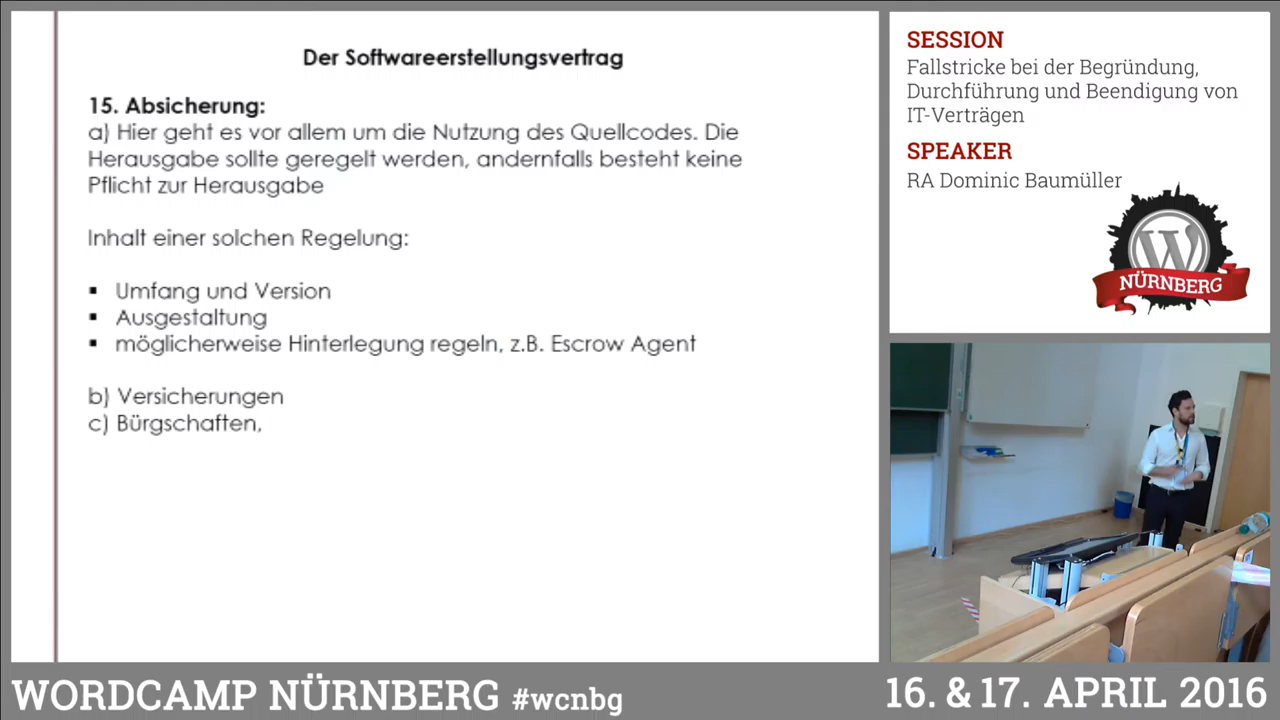 Der Softwareerstellungsvertrag
15. Absicherung:
a) Hier geht es vor allem um die Nutzung des Quellcodes. Die
Herausgabe sollte geregelt werden, andernfalls besteht keine
Pflicht zur Herausgabe
Inhalt einer solchen Regelung:
▪ Umfang und Version
▪ Ausgestaltung
▪ möglicherweise Hinterlegung regeln, z.B. Escrow Agent
b) Versicherungen
c) Bürgschaften,
SESSION
Fallstricke bei der Begründung,
Durchführung und Beendigung von
IT-Verträgen
SPEAKER
RA Dominic Baumüller
W
NÜRNBERG
WORDCAMP NÜRNBERG #wcnbg
16. & 17. APRIL 2016